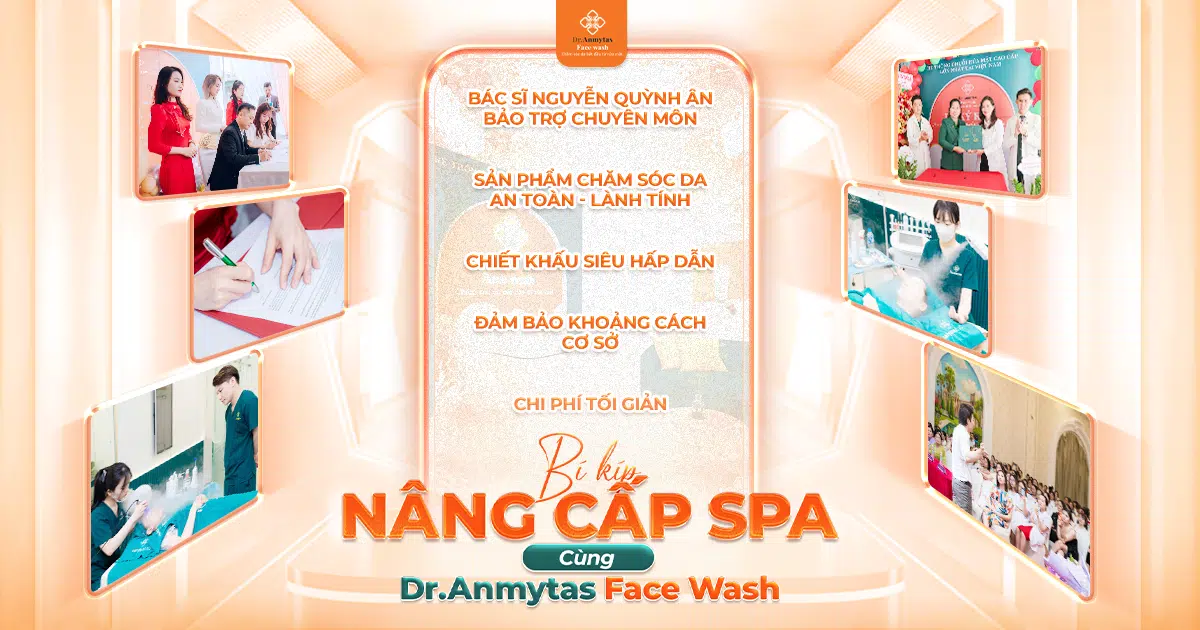 Dr.Anmytas
Face wash
BÁC SĨ NGUYỄN QUỲNH ÂN
BẢO TRỢ CHUYÊN MÔN
SẢN PHẨM CHĂM SÓC DA
AN TOÀN - LÀNH TÍNH
CHIẾT KHẤU SIÊU HẤP DẪN
ĐẢM BẢO KHOẢNG CÁCH
CƠ SỞ
CHI PHÍ TỐI GIẢN
Bí kíp
NÂNG CẤP SPA
Cùng
Dr.Anmytas Face Wash